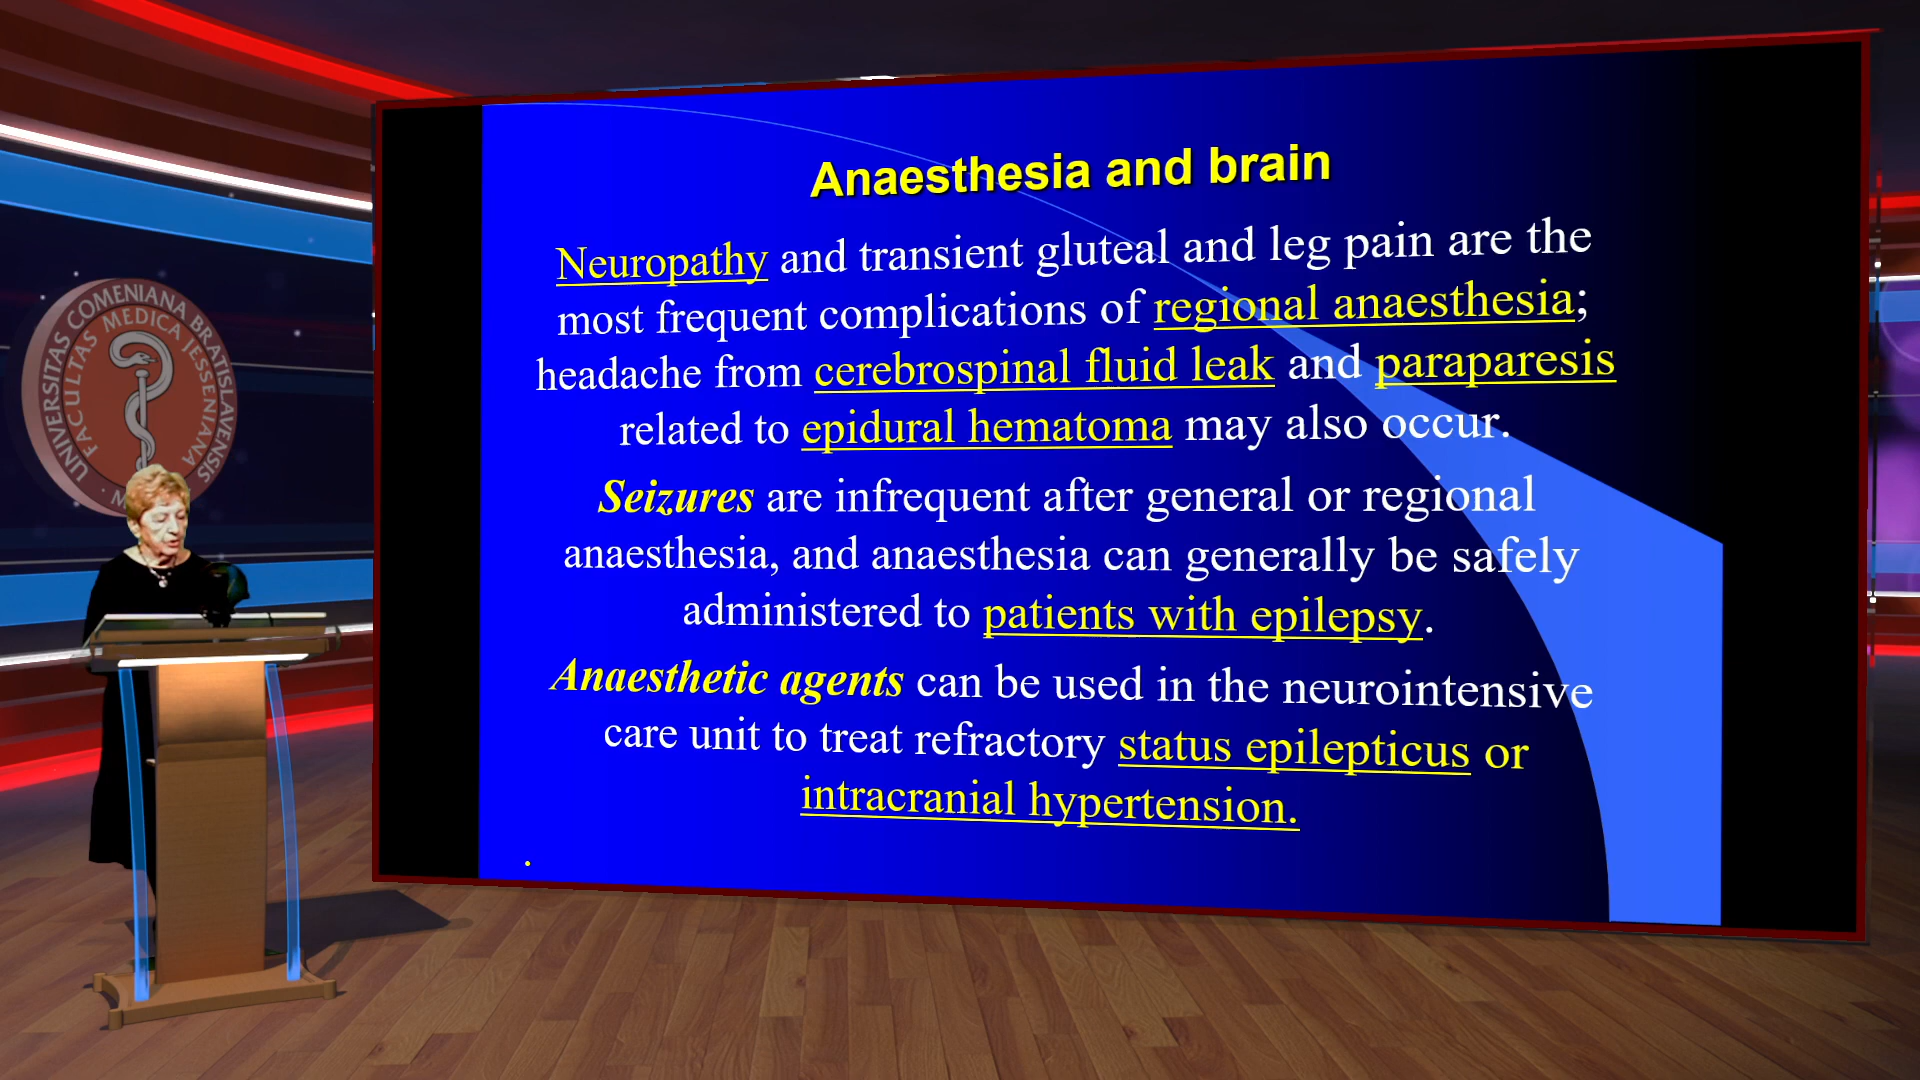 UNIVERSITAS COMENIANA BRATISLAVENSIS
FACULTAS MEDICA JESSENIANA
Anaesthesia and brain
Neuropathy and transient gluteal and leg pain are the
most frequent complications of regional anaesthesia;
headache from cerebrospinal fluid leak and paraparesis
related to epidural hematoma may also occur.
Seizures are infrequent after general or regional
anaesthesia, and anaesthesia can generally be safely
administered to patients with epilepsy.
Anaesthetic agents can be used in the neurointensive
care unit to treat refractory status epilepticus or
intracranial hypertension.
.